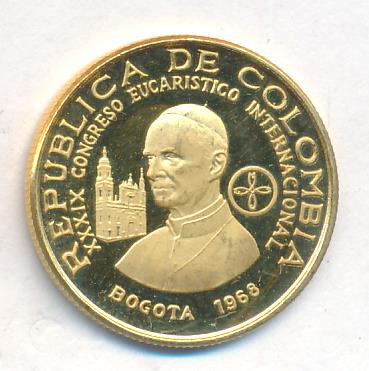 REPUBLICA DE COLOMBIA
XXXIX CONGRESO EUCARISTICO INTERNACIONAL
BOGOTA 1968